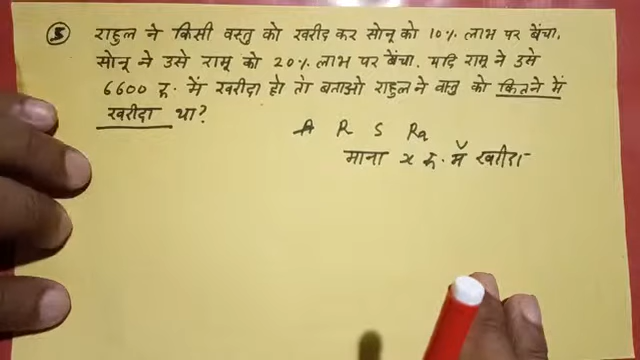 5 राहुल ने किसी वस्तु को खरीद कर सोनू को 10% लाभ पर बेंचा.
सोनू ने उसे रामू को 20% लाभ पर बेंचा. यदि रामू ने उसे
6600 रु. में खरीदा हो तो बताओ राहुल ने वस्तु को कितने में
खरीदा था?
R S Ra
माना x रु. में खरीदा